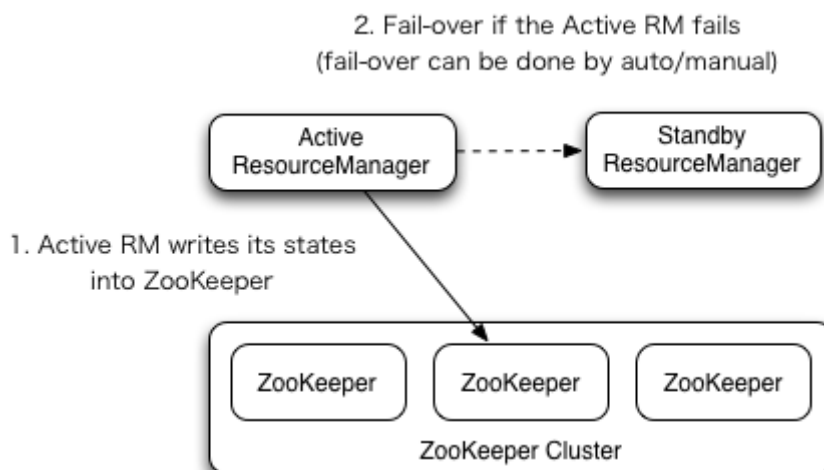 2. Fail-over if the Active RM fails
(fail-over can be done by auto/manual)
Active
ResourceManager
Standby
ResourceManager
1. Active RM writes its states
into ZooKeeper
ZooKeeper
ZooKeeper
ZooKeeper
ZooKeeper Cluster